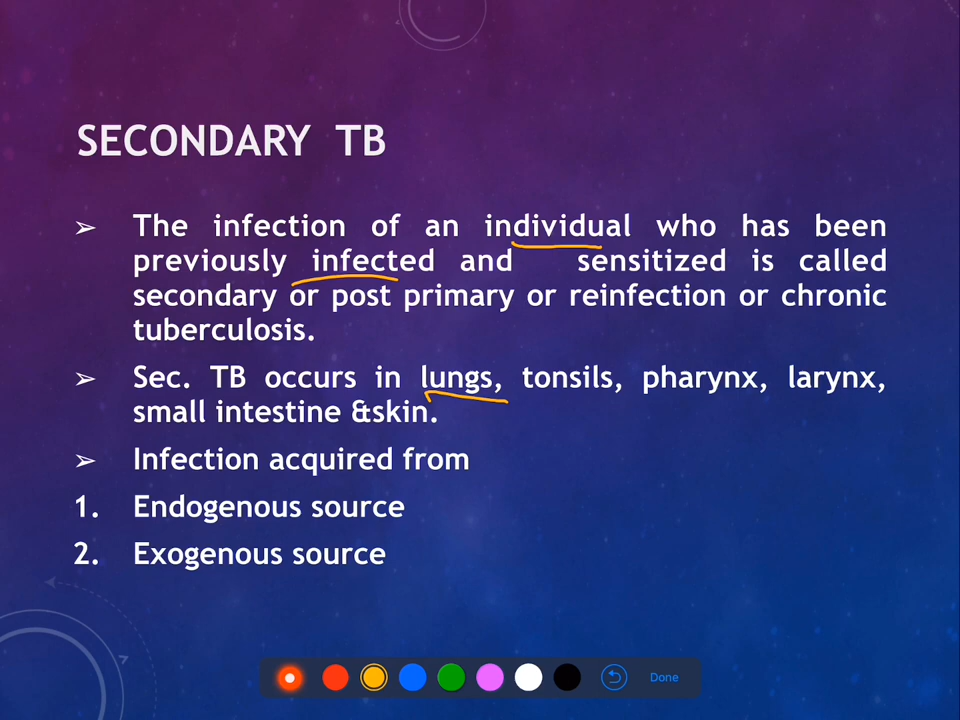 SECONDARY TB
➢ The infection of an individual who has been
previously infected and sensitized is called
secondary or post primary or reinfection or chronic
tuberculosis.
➢ Sec. TB occurs in lungs, tonsils, pharynx, larynx,
small intestine &skin.
➢ Infection acquired from
1. Endogenous source
2. Exogenous source
Done